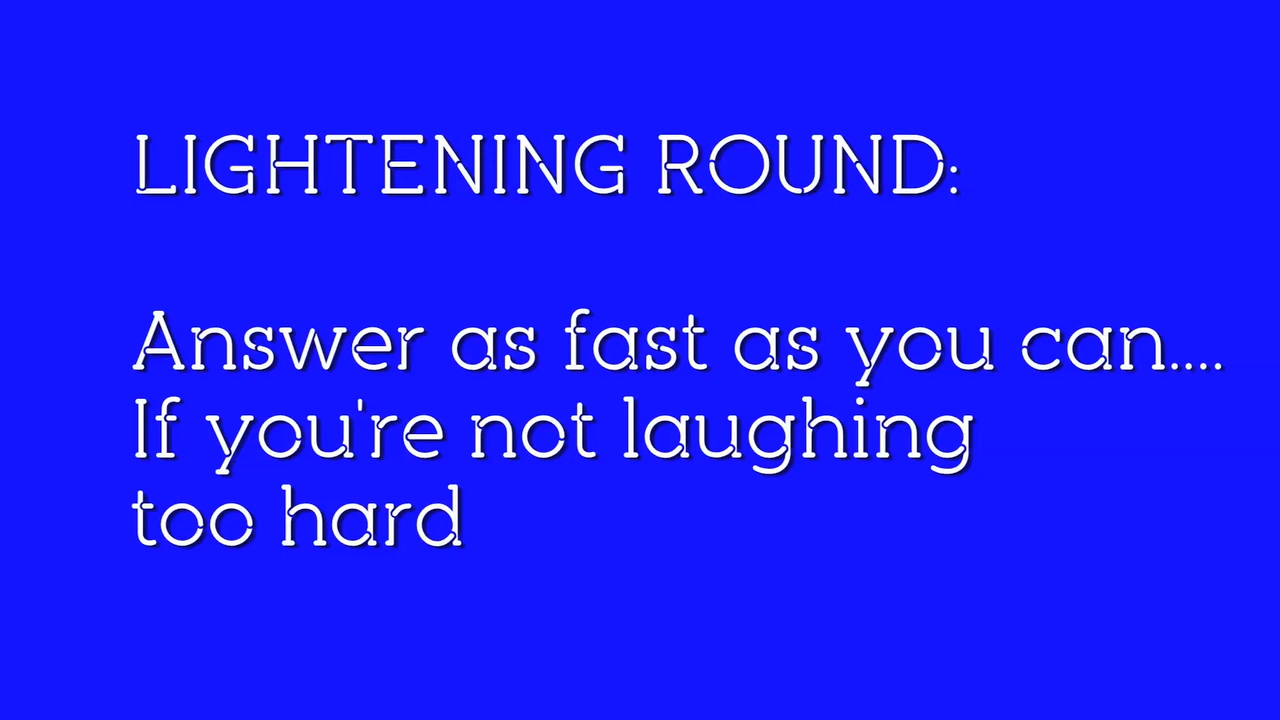 LIGHTENING ROUND:
Answer as fast as you can....
If you're not laughing
too hard